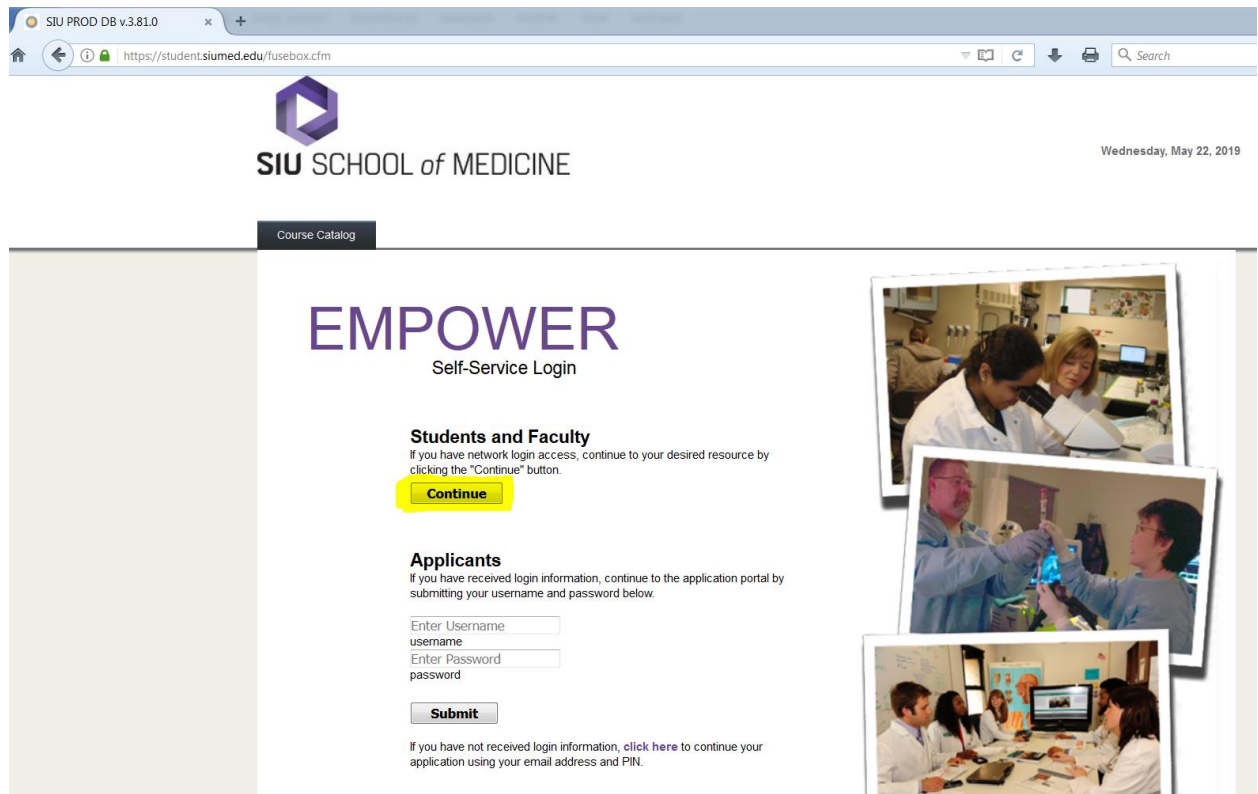 SIU PROD DB v.3.81.0
https://student.siumed.edu/fusebox.cfm
Search
SIU SCHOOL of MEDICINE
Wednesday, May 22, 2019
Course Catalog
EMPOWER
Self-Service Login
Students and Faculty
If you have network login access, continue to your desired resource by
clicking the "Continue" button.
Continue
Applicants
If you have received login information, continue to the application portal by
submitting your username and password below.
Enter Username
username
Enter Password
password
Submit
If you have not received login information, click here to continue your
application using your email address and PIN.